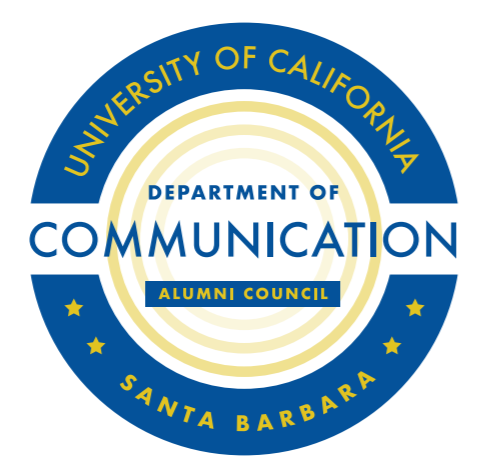 UNIVERSITY OF CALIFORNIA
DEPARTMENT OF
COMMUNICATION
ALUMNI COUNCIL
SANTA BARBARA